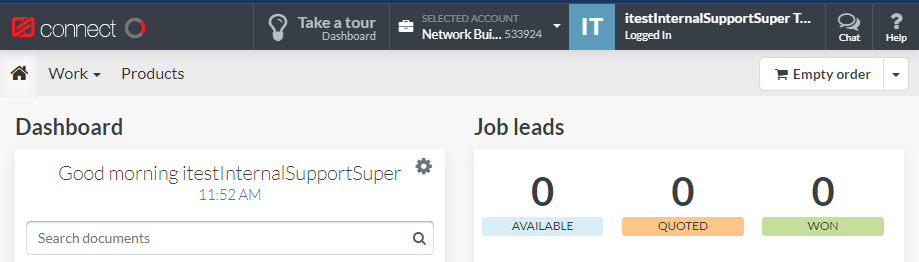 connect
Take a tour
Dashboard
SELECTED ACCOUNT
Network Bui... 533924
IT
itestInternalSupportSuper T...
Logged In
Chat
?
Help
Work
Products
Empty order
Dashboard
Job leads
Good morning itestInternalSupportSuper
11:52 AM
Search documents
0
0
0
AVAILABLE
QUOTED
WON